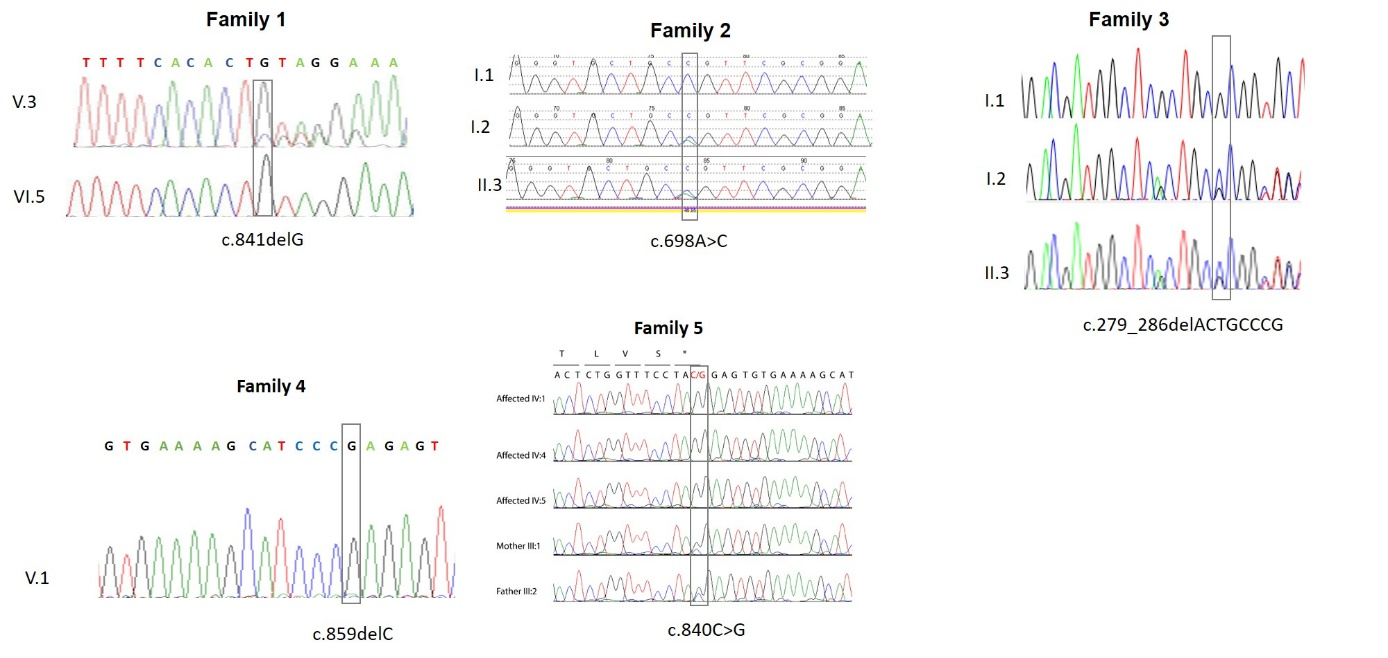 Family 1
T T T T C A C A C T G T A G G A A A
V.3
VI.5
c.841delG
Family 2
I.1
I.2
II.3
c.698A>C
Family 3
I.1
I.2
II.3
c.279_286delACTGCCCG
Family 4
G T G A A A A G C A T C C C G A G A G T
V.1
c.859delC
Family 5
T L V S *
A C T C T G G T T T C C T A C/G G A G T G T G A A A A G C A T
Affected IV:1
Affected IV:4
Affected IV:5
Mother III:1
Father III:2
c.840C>G